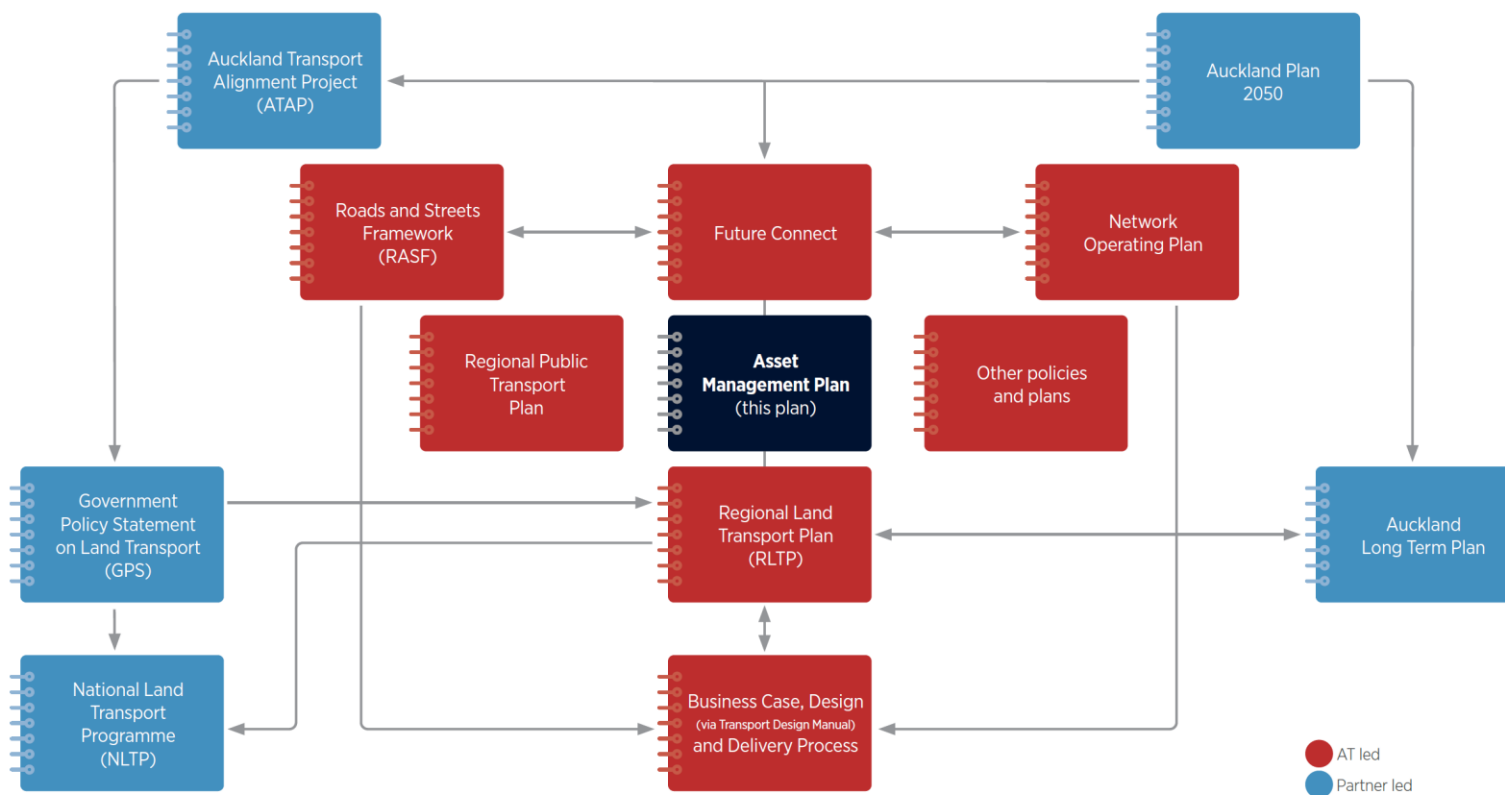 Auckland Transport
Alignment Project
(ATAP)
Auckland Plan
2050
Roads and Streets
Framework
(RASF)
Future Connect
Network
Operating Plan
Regional Public
Transport
Plan
Asset
Management Plan
(this plan)
Other policies
and plans
Government
Policy Statement
on Land Transport
(GPS)
Regional Land
Transport Plan
(RLTP)
Auckland
Long Term Plan
National Land
Transport
Programme
(NLTP)
Business Case, Design
(via Transport Design Manual)
and Delivery Process
AT led
Partner led